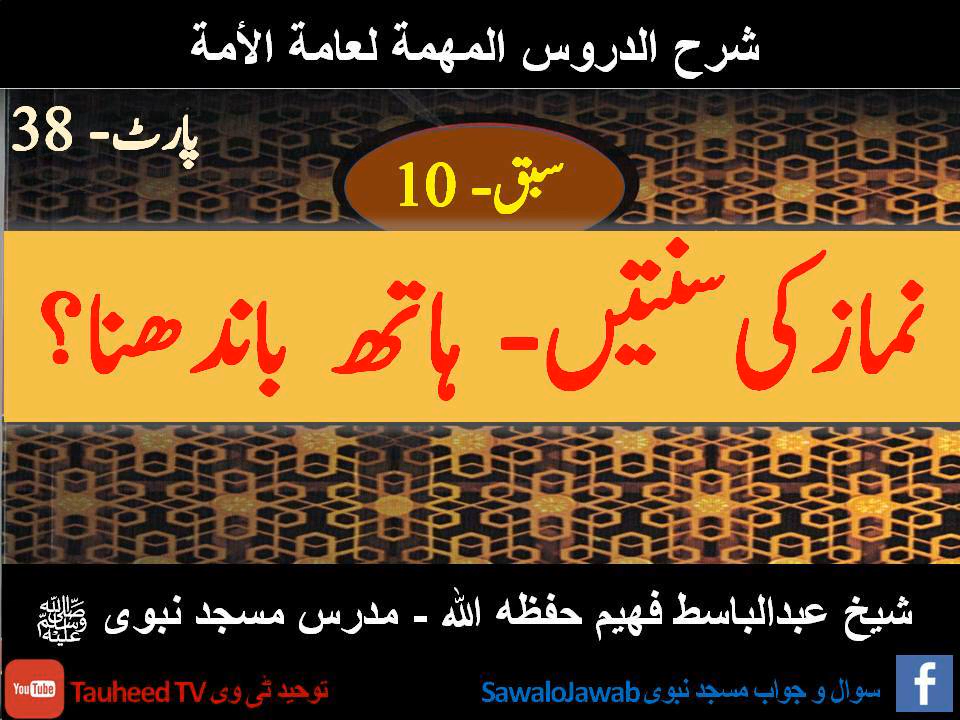 شرح الدروس المهمة لعامة الأمة
پارٹ- 38
سبق- 10
نماز کی سنتیں- ہاتھ باندھنا؟
شیخ عبدالباسط فہیم حفظہ اللہ - مدرس مسجد نبوی ﷺ
YouTube Tauheed TV توحید ٹی وی
SawaloJawab سوال و جواب مسجد نبوی f